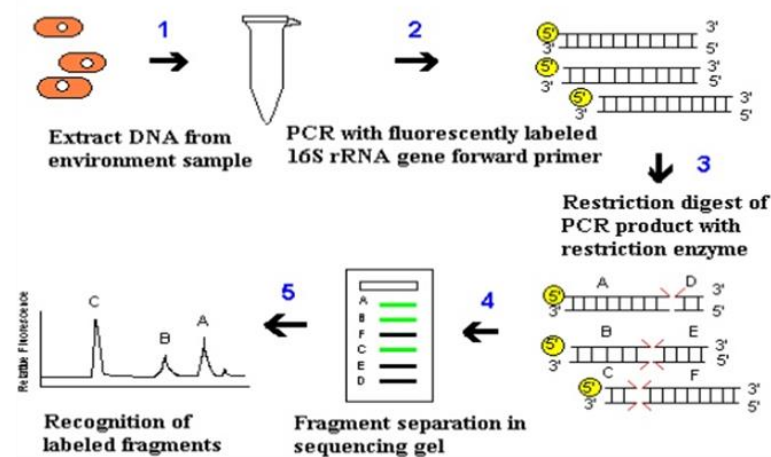 1
2
Extract DNA from
environment sample
PCR with fluorescently labeled
16S rRNA gene forward primer
5' 3'
3' 5'
5' 3'
3' 5'
5' 3'
3' 5'
3
Restriction digest of
PCR product with
restriction enzyme
A D
5' 3'
3' 5'
B E
5' 3'
3' 5'
C F
5' 3'
3' 5'
4
A
B
F
C
E
D
Fragment separation in
sequencing gel
5
Relative Fluorescence
C
B
A
Recognition of
labeled fragments